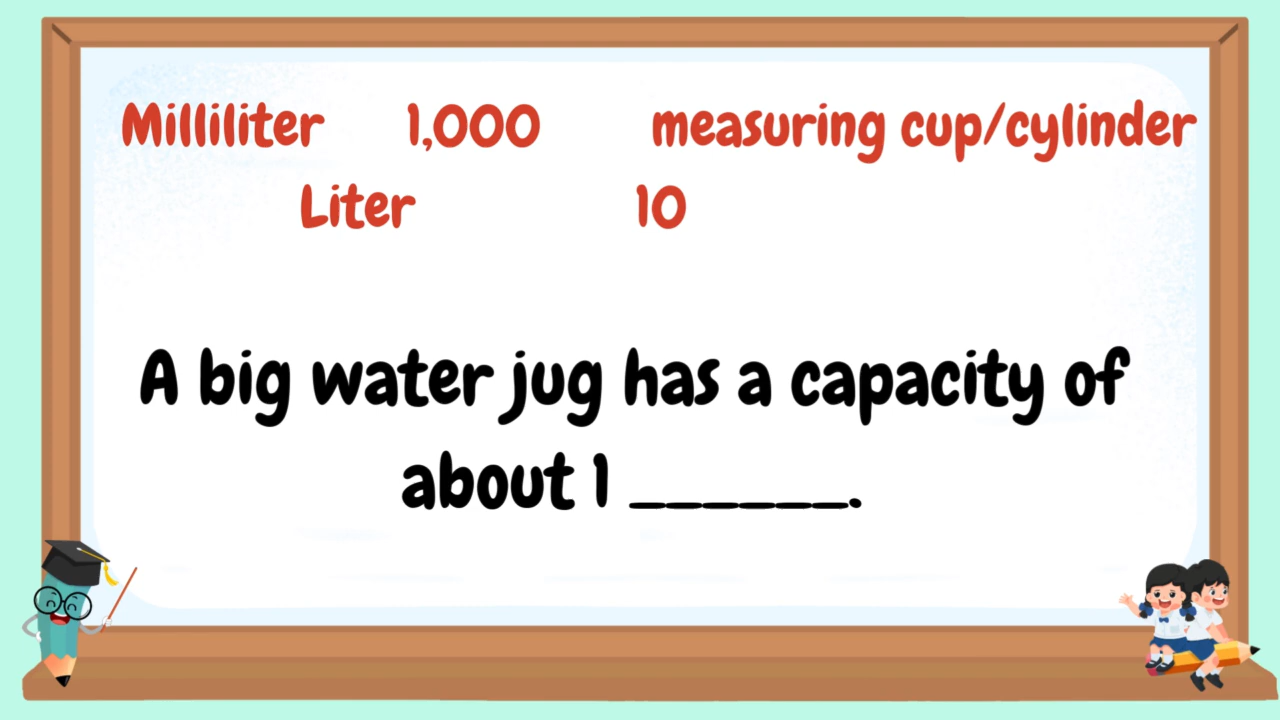 Milliliter 1,000 measuring cup/cylinder
Liter 10
A big water jug has a capacity of
about 1 ______.